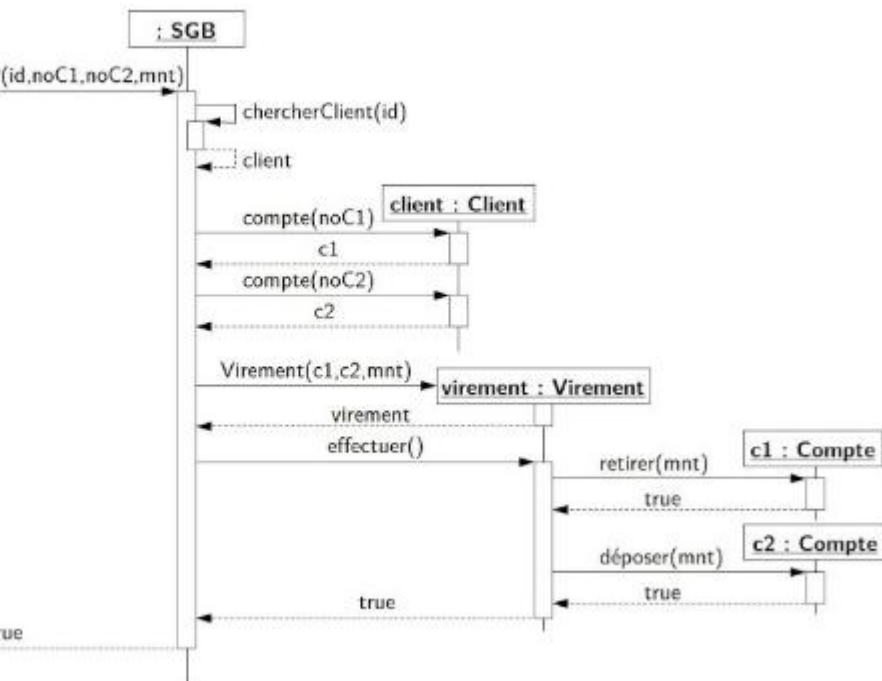 : SGB
(id,noC1,noC2,mnt)
chercherClient(id)
client
client : Client
compte(noC1)
c1
compte(noC2)
c2
Virement(c1,c2,mnt)
virement : Virement
virement
effectuer()
c1 : Compte
retirer(mnt)
true
c2 : Compte
déposer(mnt)
true
true
rue